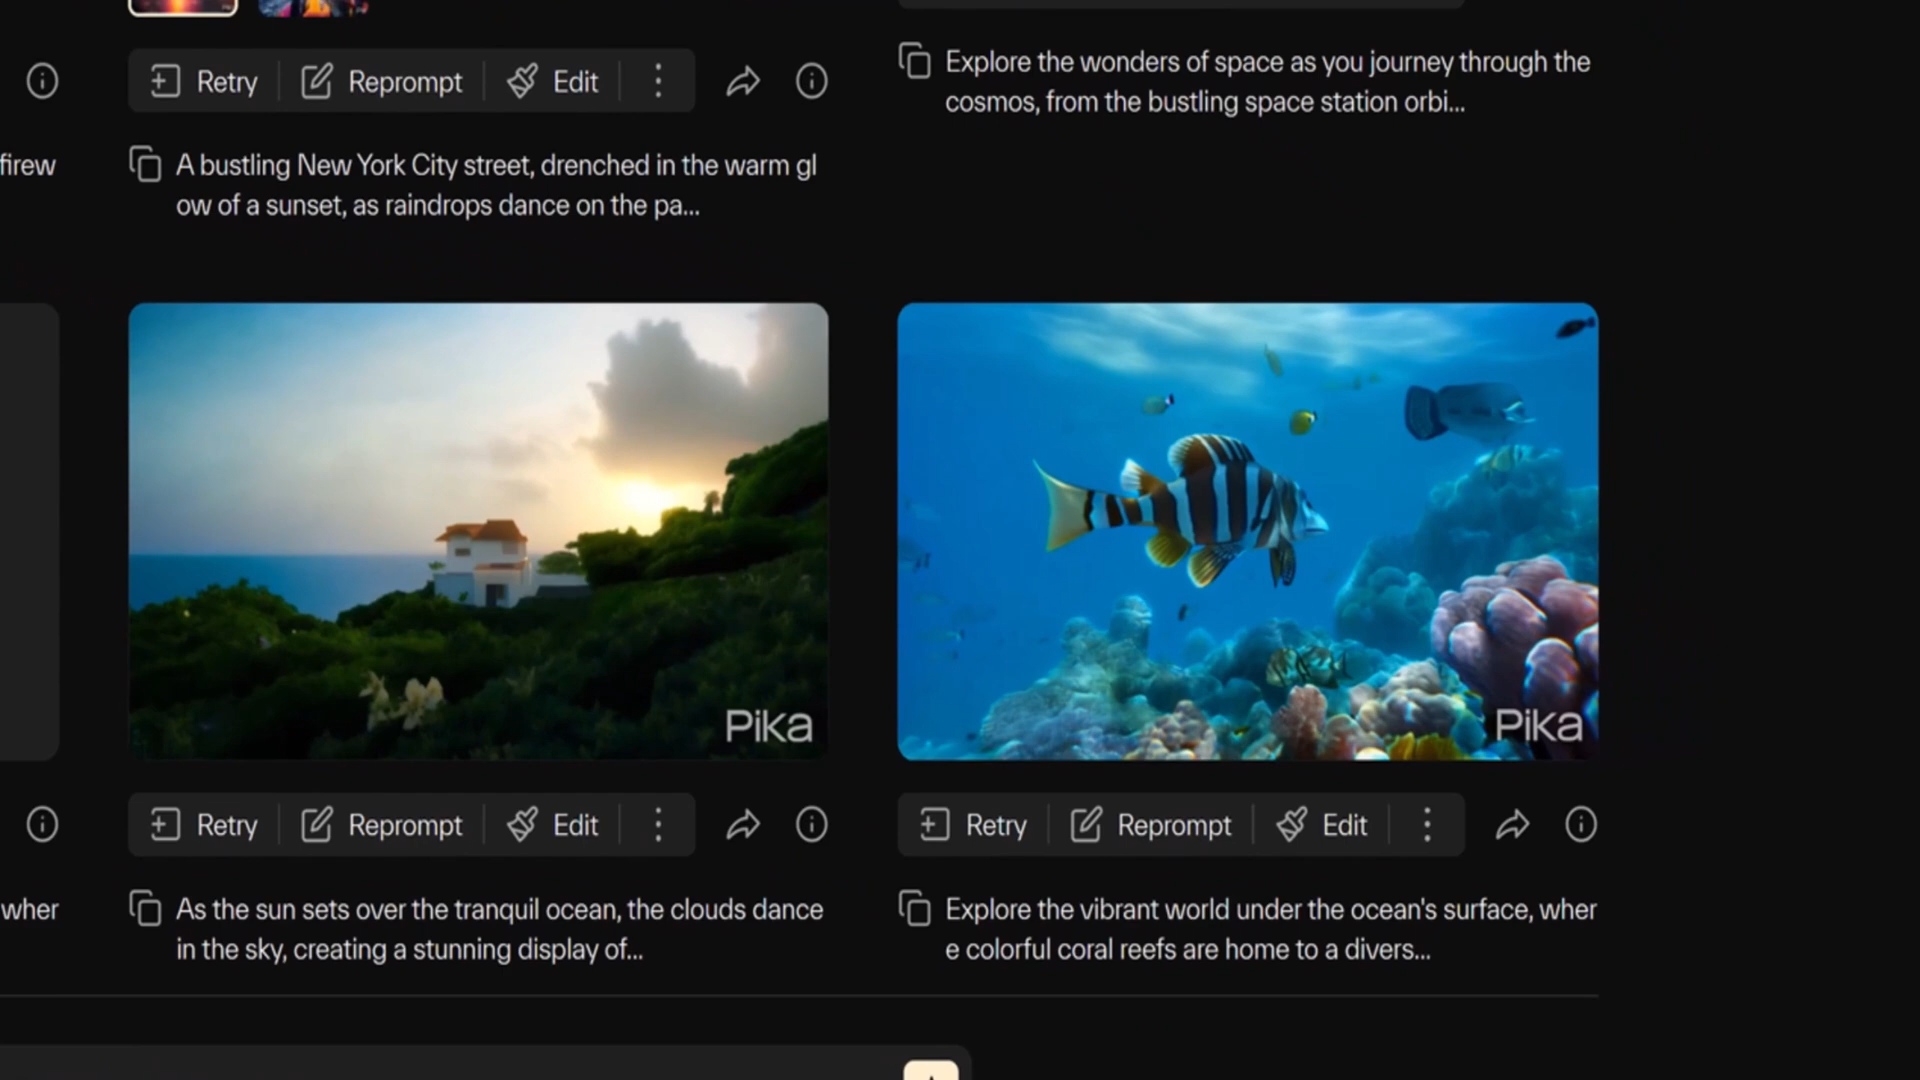 Retry Reprompt Edit
Explore the wonders of space as you journey through the
cosmos, from the bustling space station orbi...
firew
A bustling New York City street, drenched in the warm gl
ow of a sunset, as raindrops dance on the pa...
Pika
Pika
Retry Reprompt Edit
Retry Reprompt Edit
wher
As the sun sets over the tranquil ocean, the clouds dance
in the sky, creating a stunning display of...
Explore the vibrant world under the ocean's surface, wher
e colorful coral reefs are home to a divers...